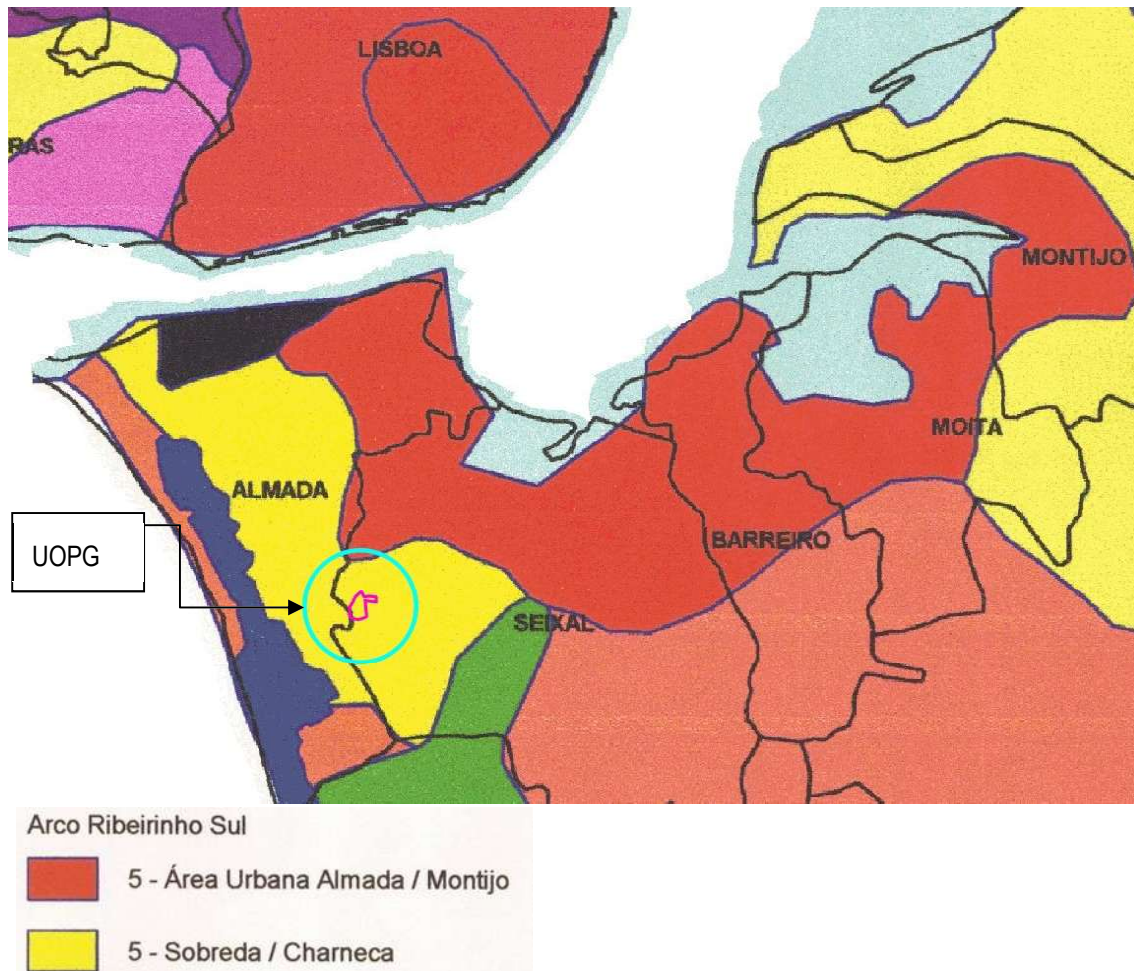 LISBOA
RAS
MONTIJO
MOITA
ALMADA
UOPG
BARREIRO
SEIXAL
Arco Ribeirinho Sul
5 - Área Urbana Almada / Montijo
5 - Sobreda / Charneca